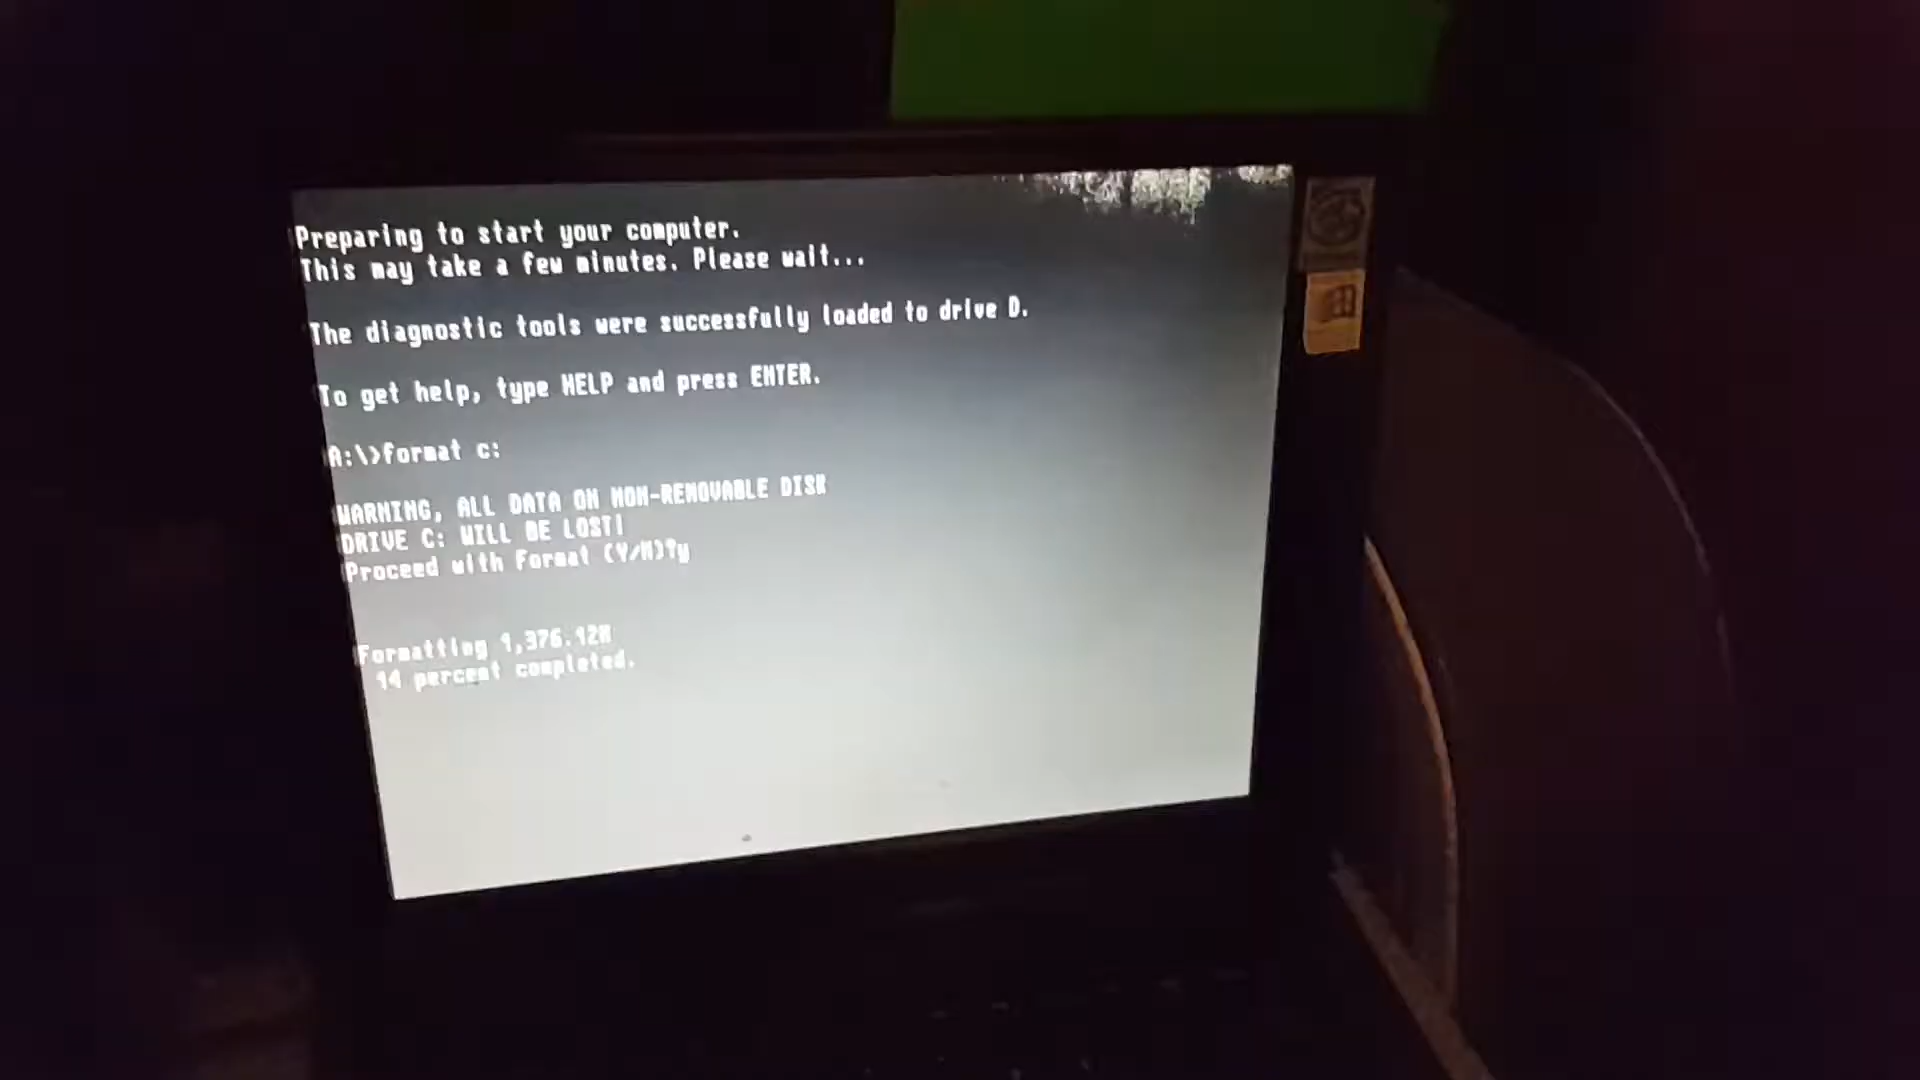 Preparing to start your computer.
This may take a few minutes. Please wait...
The diagnostic tools were successfully loaded to drive D.
To get help, type HELP and press ENTER.
A:\>format c:
WARNING, ALL DATA ON NON-REMOVABLE DISK
DRIVE C: WILL BE LOST!
Proceed with Format (Y/N)?y
Formatting 1,376.12M
14 percent completed.